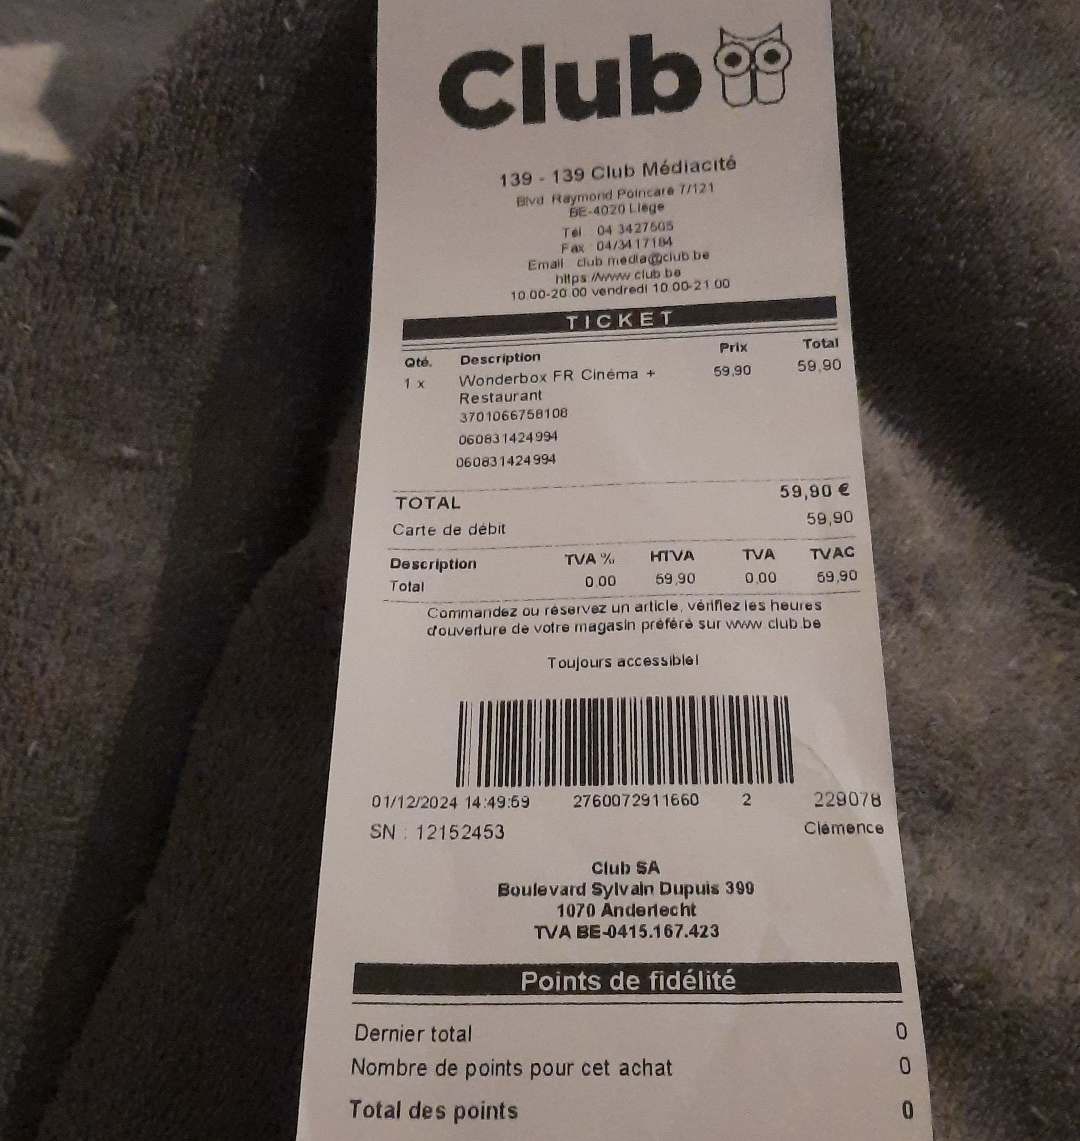 Club
139 - 139 Club Médiacité
Blvd Raymond Poincaré 7/121
BE-4020 Liège
Tél 04 3427505
Fax 04/3417184
Email club.media@club.be
https://www.club.be
10:00-20:00 vendredi 10:00-21:00
TICKET
Qté. Description Prix Total
1 x Wonderbox FR Cinéma + 59,90 59,90
Restaurant
3701066758108
060831424994
060831424994
TOTAL 59,90 €
Carte de débit 59,90
Description TVA % HTVA TVA TVAC
Total 0,00 59,90 0,00 59,90
Commandez ou réservez un article, vérifiez les heures
d'ouverture de votre magasin préféré sur www.club.be
Toujours accessible!
01/12/2024 14:49:59 2760072911660 2 229078
SN : 12152453 Clémence
Club SA
Boulevard Sylvain Dupuis 399
1070 Anderlecht
TVA BE-0415.167.423
Points de fidélité
Dernier total 0
Nombre de points pour cet achat 0
Total des points 0